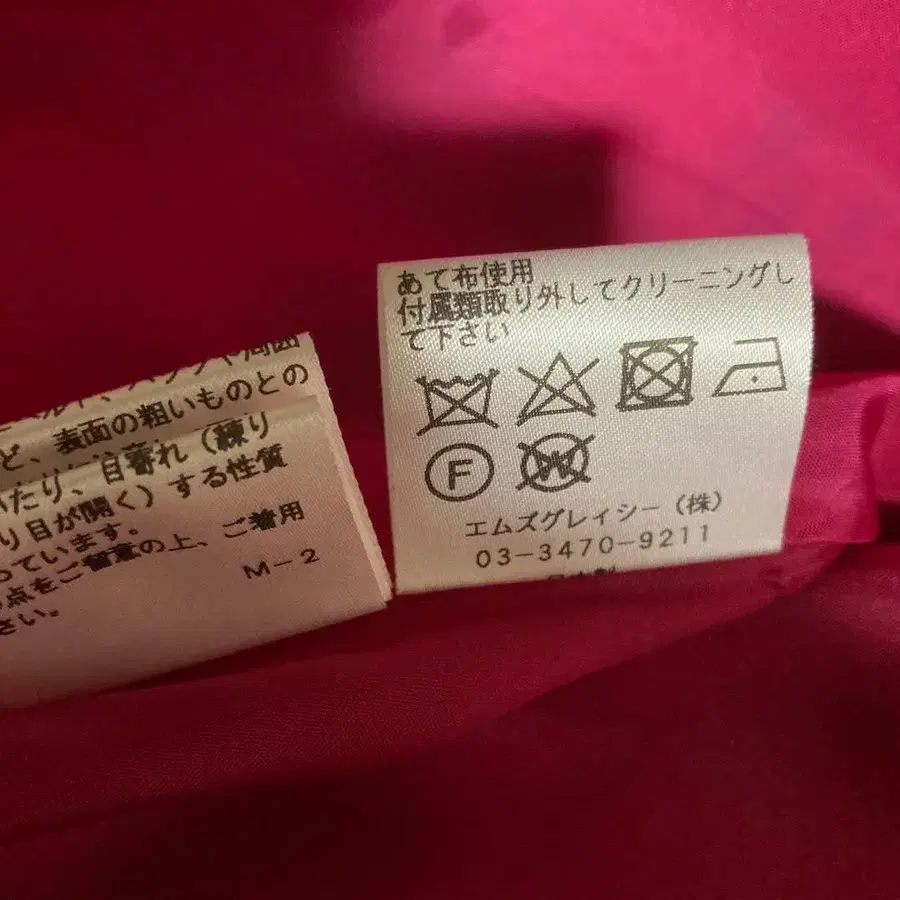 ど、表面の粗いものとの
いたり、目寄れ（練り
り目が開く）する性質
っています。
点をご留意の上、ご着用
さい。
M-2
あて布使用
付属類取り外してクリーニングし
て下さい
F
W
エムズグレイシー（株）
03-3470-9211